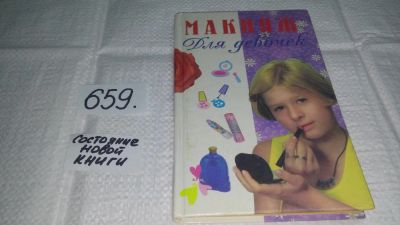 659.
состояние
новой
книги
МАКИЯЖ
Для девочек